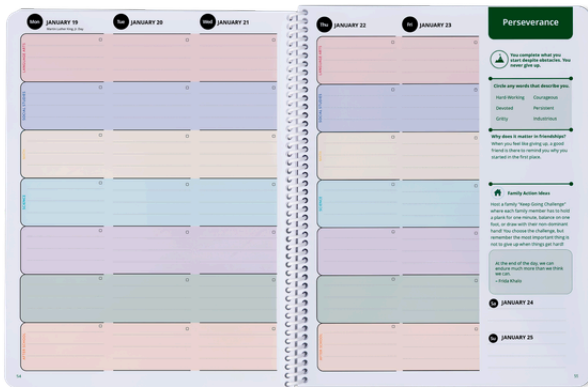 Mon JANUARY 19
Martin Luther King Jr. Day
Tue JANUARY 20
Wed JANUARY 21
Thu JANUARY 22
Fri JANUARY 23
Perseverance
You complete what you
start despite obstacles. You
never give up.
Circle any words that describe you.
Hard Working Courageous
Devoted Persistent
Gritty Industrious
Why does it matter in friendships?
When you feel like giving up, a good
friend is there to remind you why you
started in the first place.
Family Action Ideas
Host a family "Keep Going Challenge"
where each family member has to hold
a plank for one minute, balance on one
foot, or draw with their non-dominant
hand! You choose the challenge, but
remember the most important thing is
not to give up when things get hard!
At the end of the day, we can
endure much more than we think
we can.
– Frida Kahlo
Sa JANUARY 24
Su JANUARY 25
54